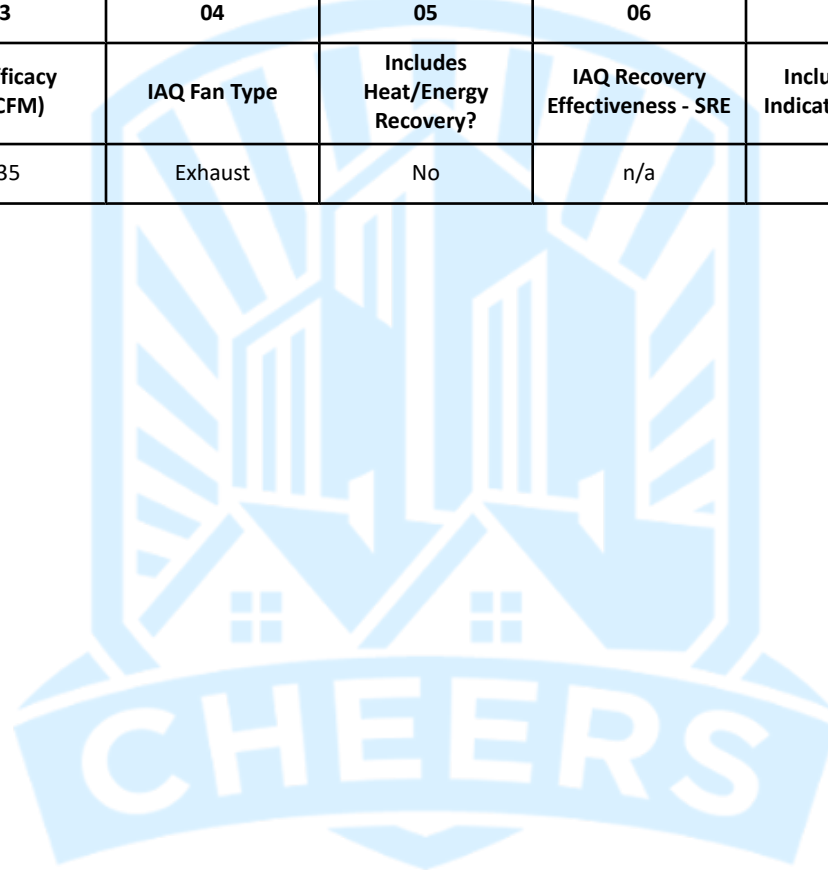 3 04 05 06
Includes
ficacy IAQ Fan Type Heat/Energy IAQ Recovery Inclu
CFM) Recovery? Effectiveness - SRE Indicat
35 Exhaust No n/a
CHEERS